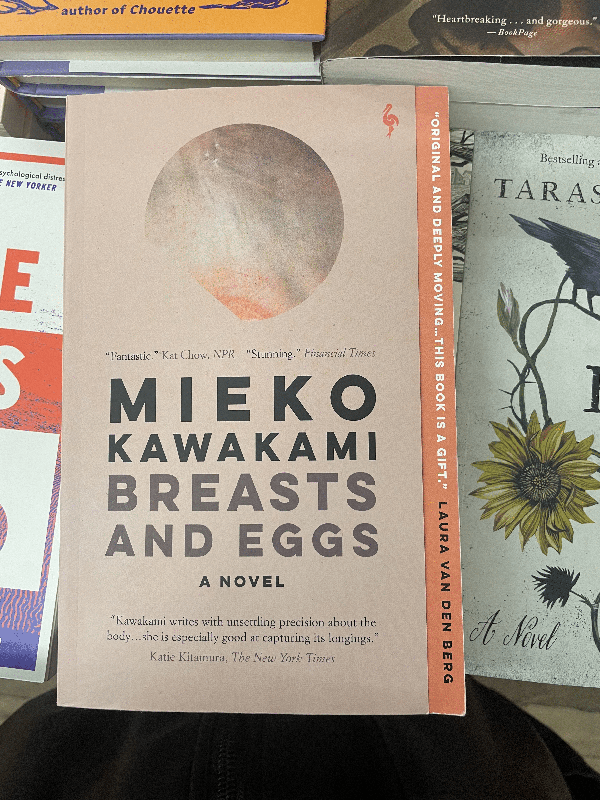 author of Chouette
"Heartbreaking . . . and gorgeous."
—BookPage
sychological distres
E NEW YORKER
E
S
"Fantastic." Kat Chow, NPR "Stunning." Financial Times
MIEKO
KAWAKAMI
BREASTS
AND EGGS
A NOVEL
"Kawakami writes with unsettling precision about the
body...she is especially good at capturing its longings."
Katie Kitamura, The New York Times
"ORIGINAL AND DEEPLY MOVING...THIS BOOK IS A GIFT." LAURA VAN DEN BERG
Bestselling a
TARAS
A Novel